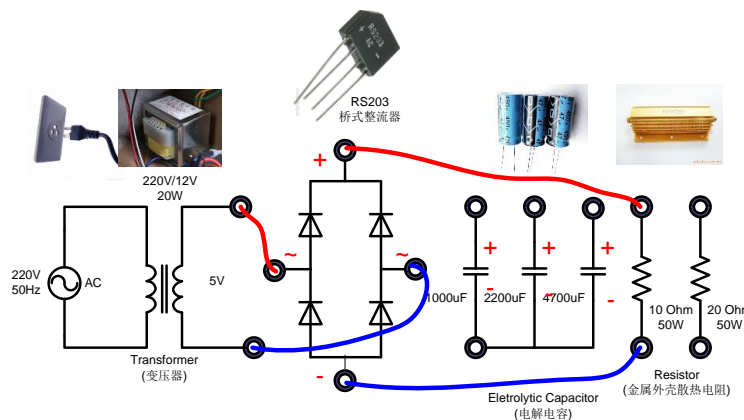 RS203
+ AC -
RS203
桥式整流器
220V/12V
20W
+
220V
50Hz
AC
5V
~
~
+
+
+
-
-
-
1000uF
2200uF
4700uF
10 Ohm
50W
20 Ohm
50W
-
Transformer
(变压器)
Eletrolytic Capacitor
(电解电容)
Resistor
(金属外壳散热电阻)